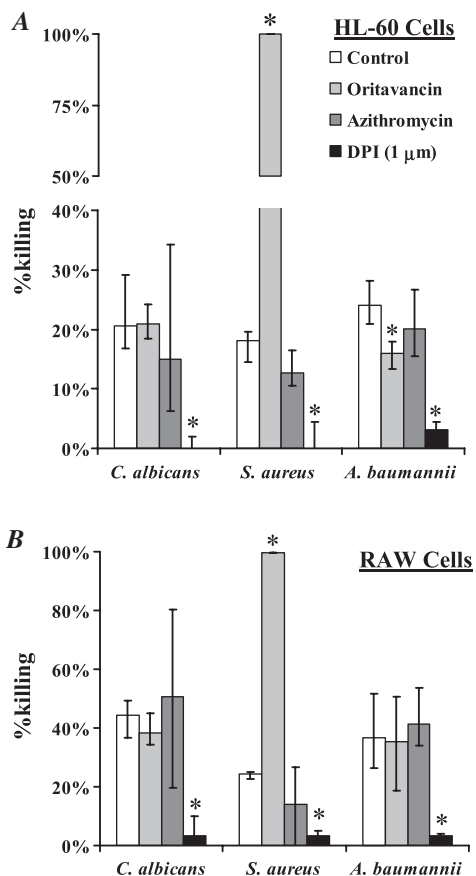 A
HL-60 Cells
Control
Oritavancin
Azithromycin
DPI (1 μm)
%killing
100%
75%
50%
40%
30%
20%
10%
0%
*
*
*
*
*
C. albicans
S. aureus
A. baumannii
B
RAW Cells
%killing
100%
80%
60%
40%
20%
0%
*
*
*
*
C. albicans
S. aureus
A. baumannii